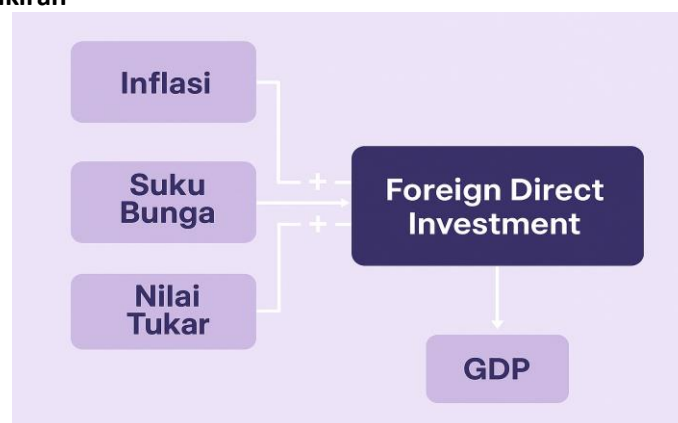 Inflasi
Suku
Bunga
Nilai
Tukar
+
+
Foreign Direct
Investment
GDP